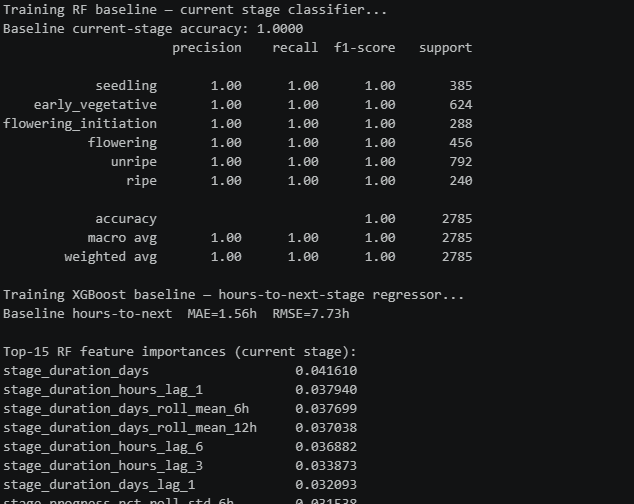 Training RF baseline — current stage classifier...
Baseline current-stage accuracy: 1.0000
precision recall f1-score support
seedling 1.00 1.00 1.00 385
early_vegetative 1.00 1.00 1.00 624
flowering_initiation 1.00 1.00 1.00 288
flowering 1.00 1.00 1.00 456
unripe 1.00 1.00 1.00 792
ripe 1.00 1.00 1.00 240
accuracy 1.00 2785
macro avg 1.00 1.00 1.00 2785
weighted avg 1.00 1.00 1.00 2785
Training XGBoost baseline — hours-to-next-stage regressor...
Baseline hours-to-next MAE=1.56h RMSE=7.73h
Top-15 RF feature importances (current stage):
stage_duration_days 0.041610
stage_duration_hours_lag_1 0.037940
stage_duration_days_roll_mean_6h 0.037699
stage_duration_days_roll_mean_12h 0.037038
stage_duration_hours_lag_6 0.036882
stage_duration_hours_lag_3 0.033873
stage_duration_days_lag_1 0.032093
stage_progress_pct_roll_std_6h 0.031538